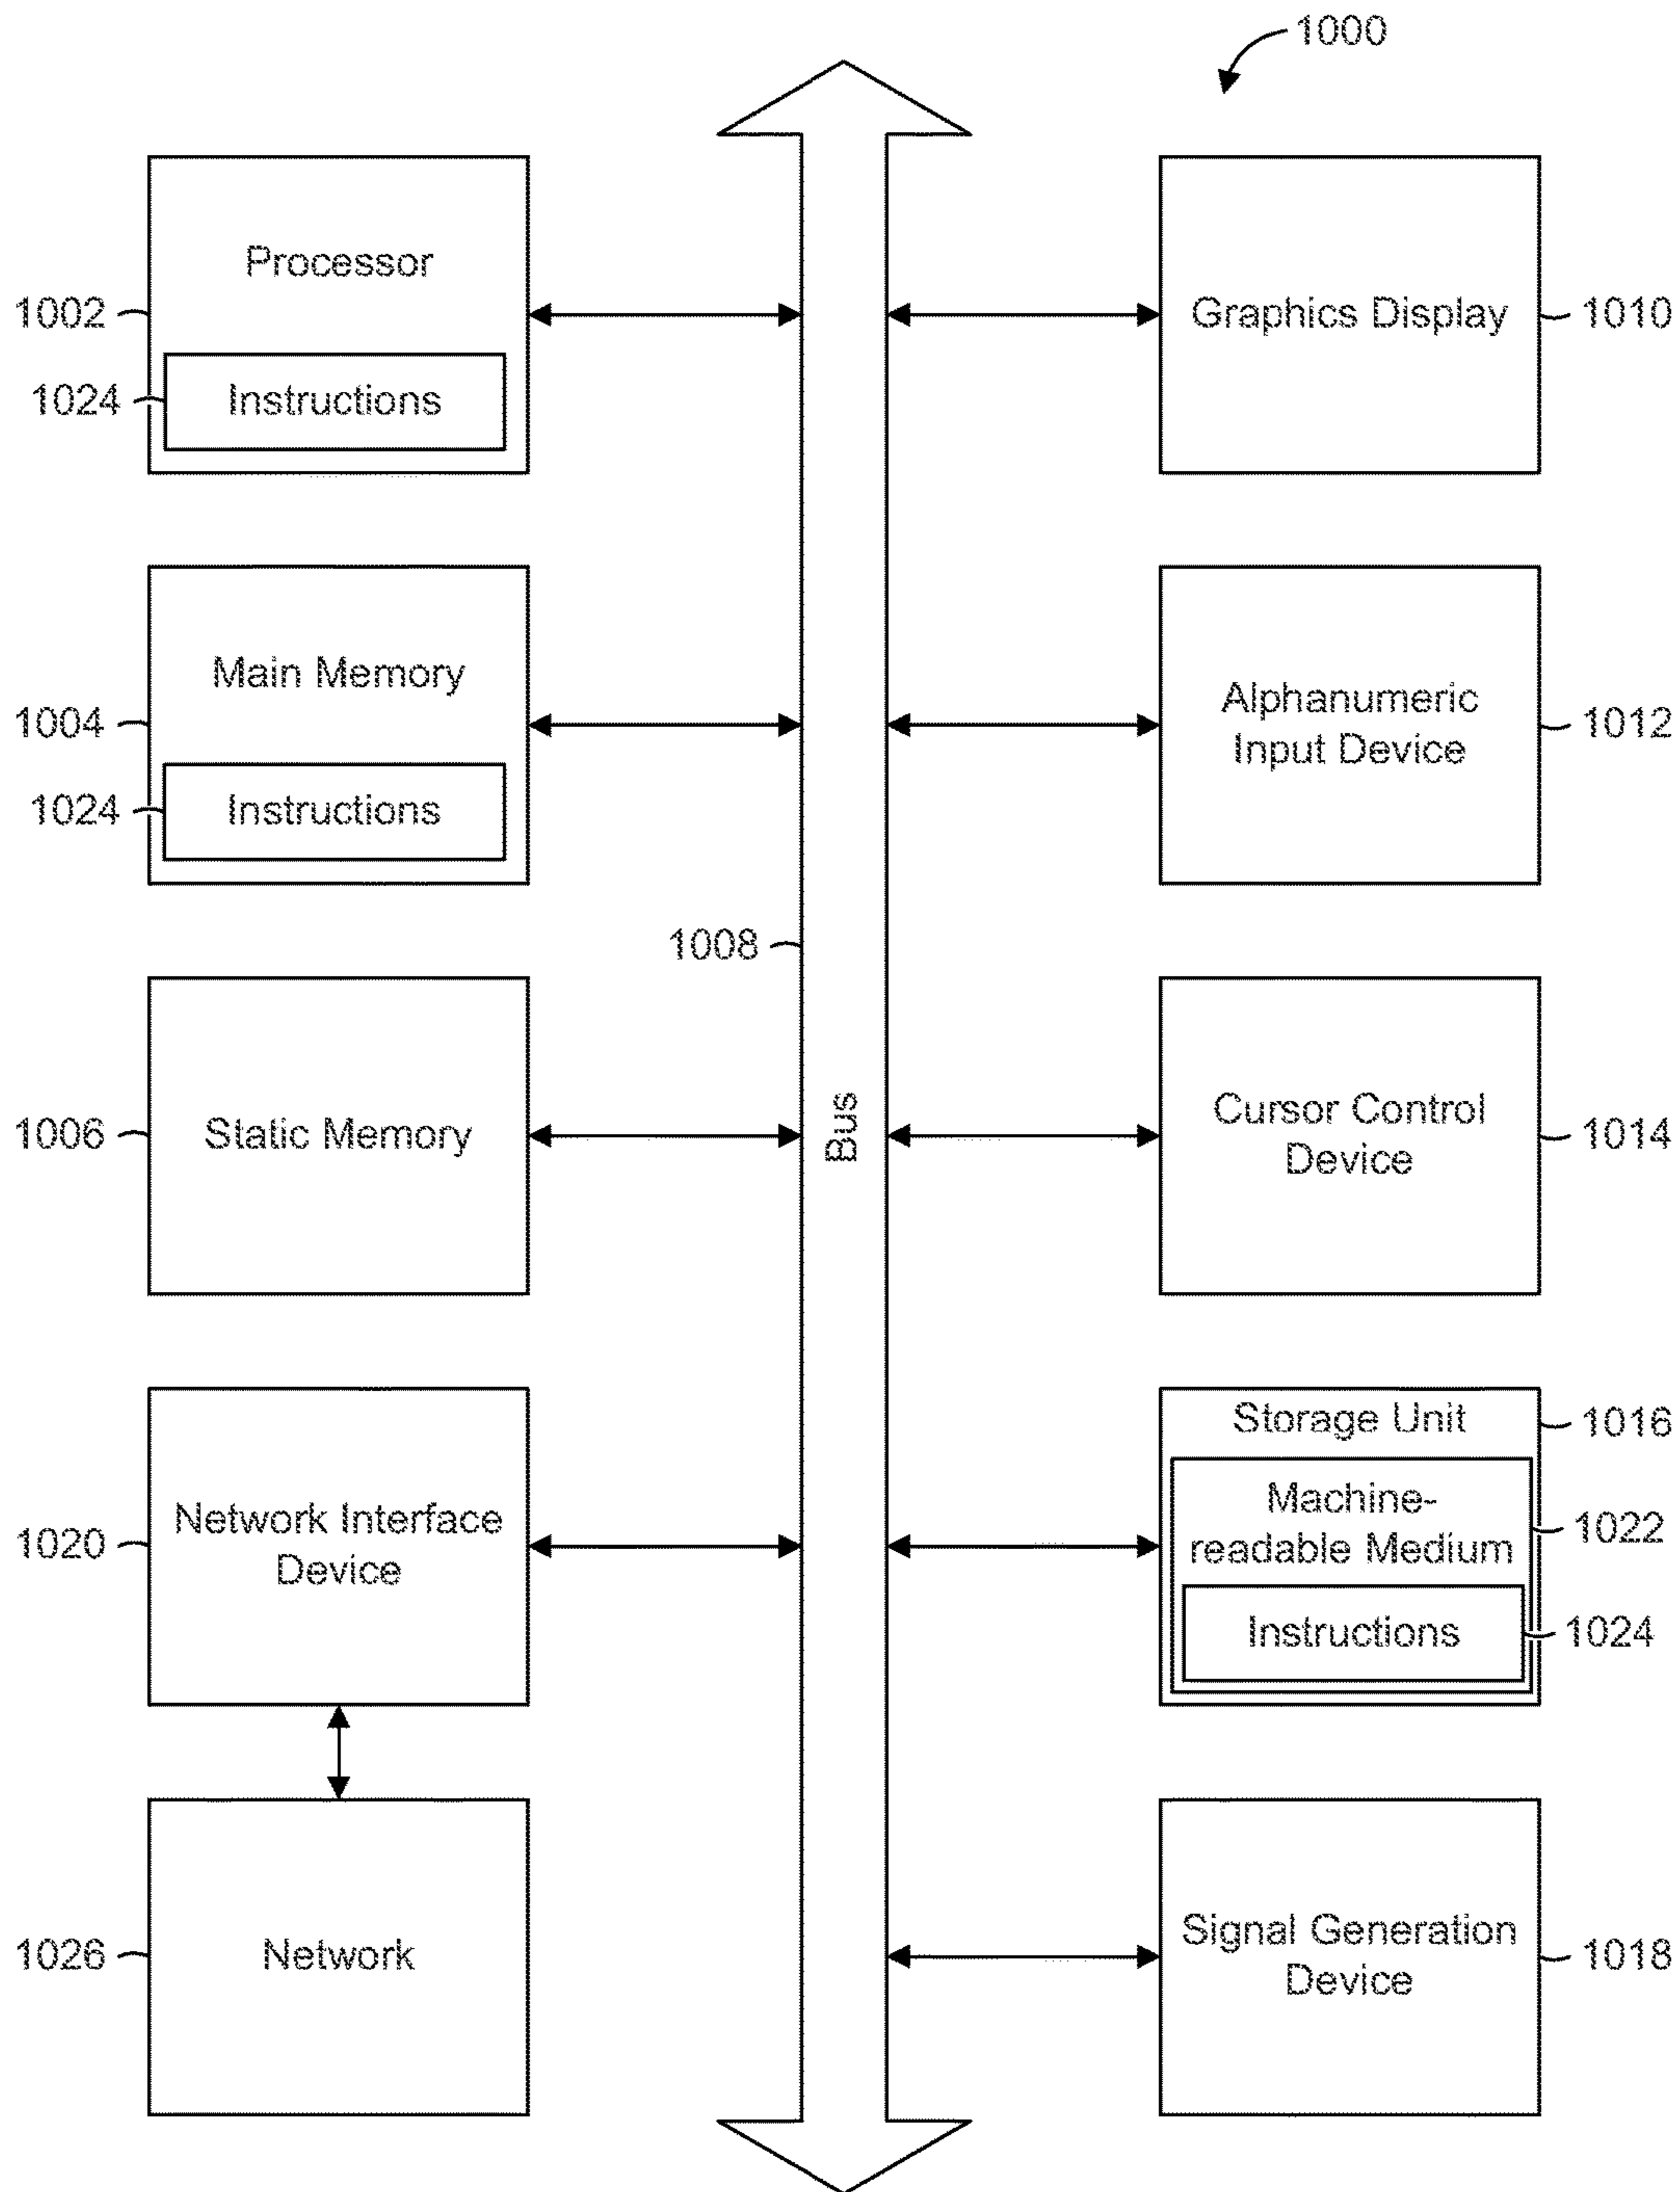 1000
Processor
1002
1024
Instructions
Graphics Display
1010
Main Memory
1004
1024
Instructions
Alphanumeric
Input Device
1012
1008
Bus
Static Memory
1006
Cursor Control
Device
1014
Network Interface
Device
1020
Storage Unit
1016
Machine-
readable Medium
1022
Instructions
1024
Network
1026
Signal Generation
Device
1018